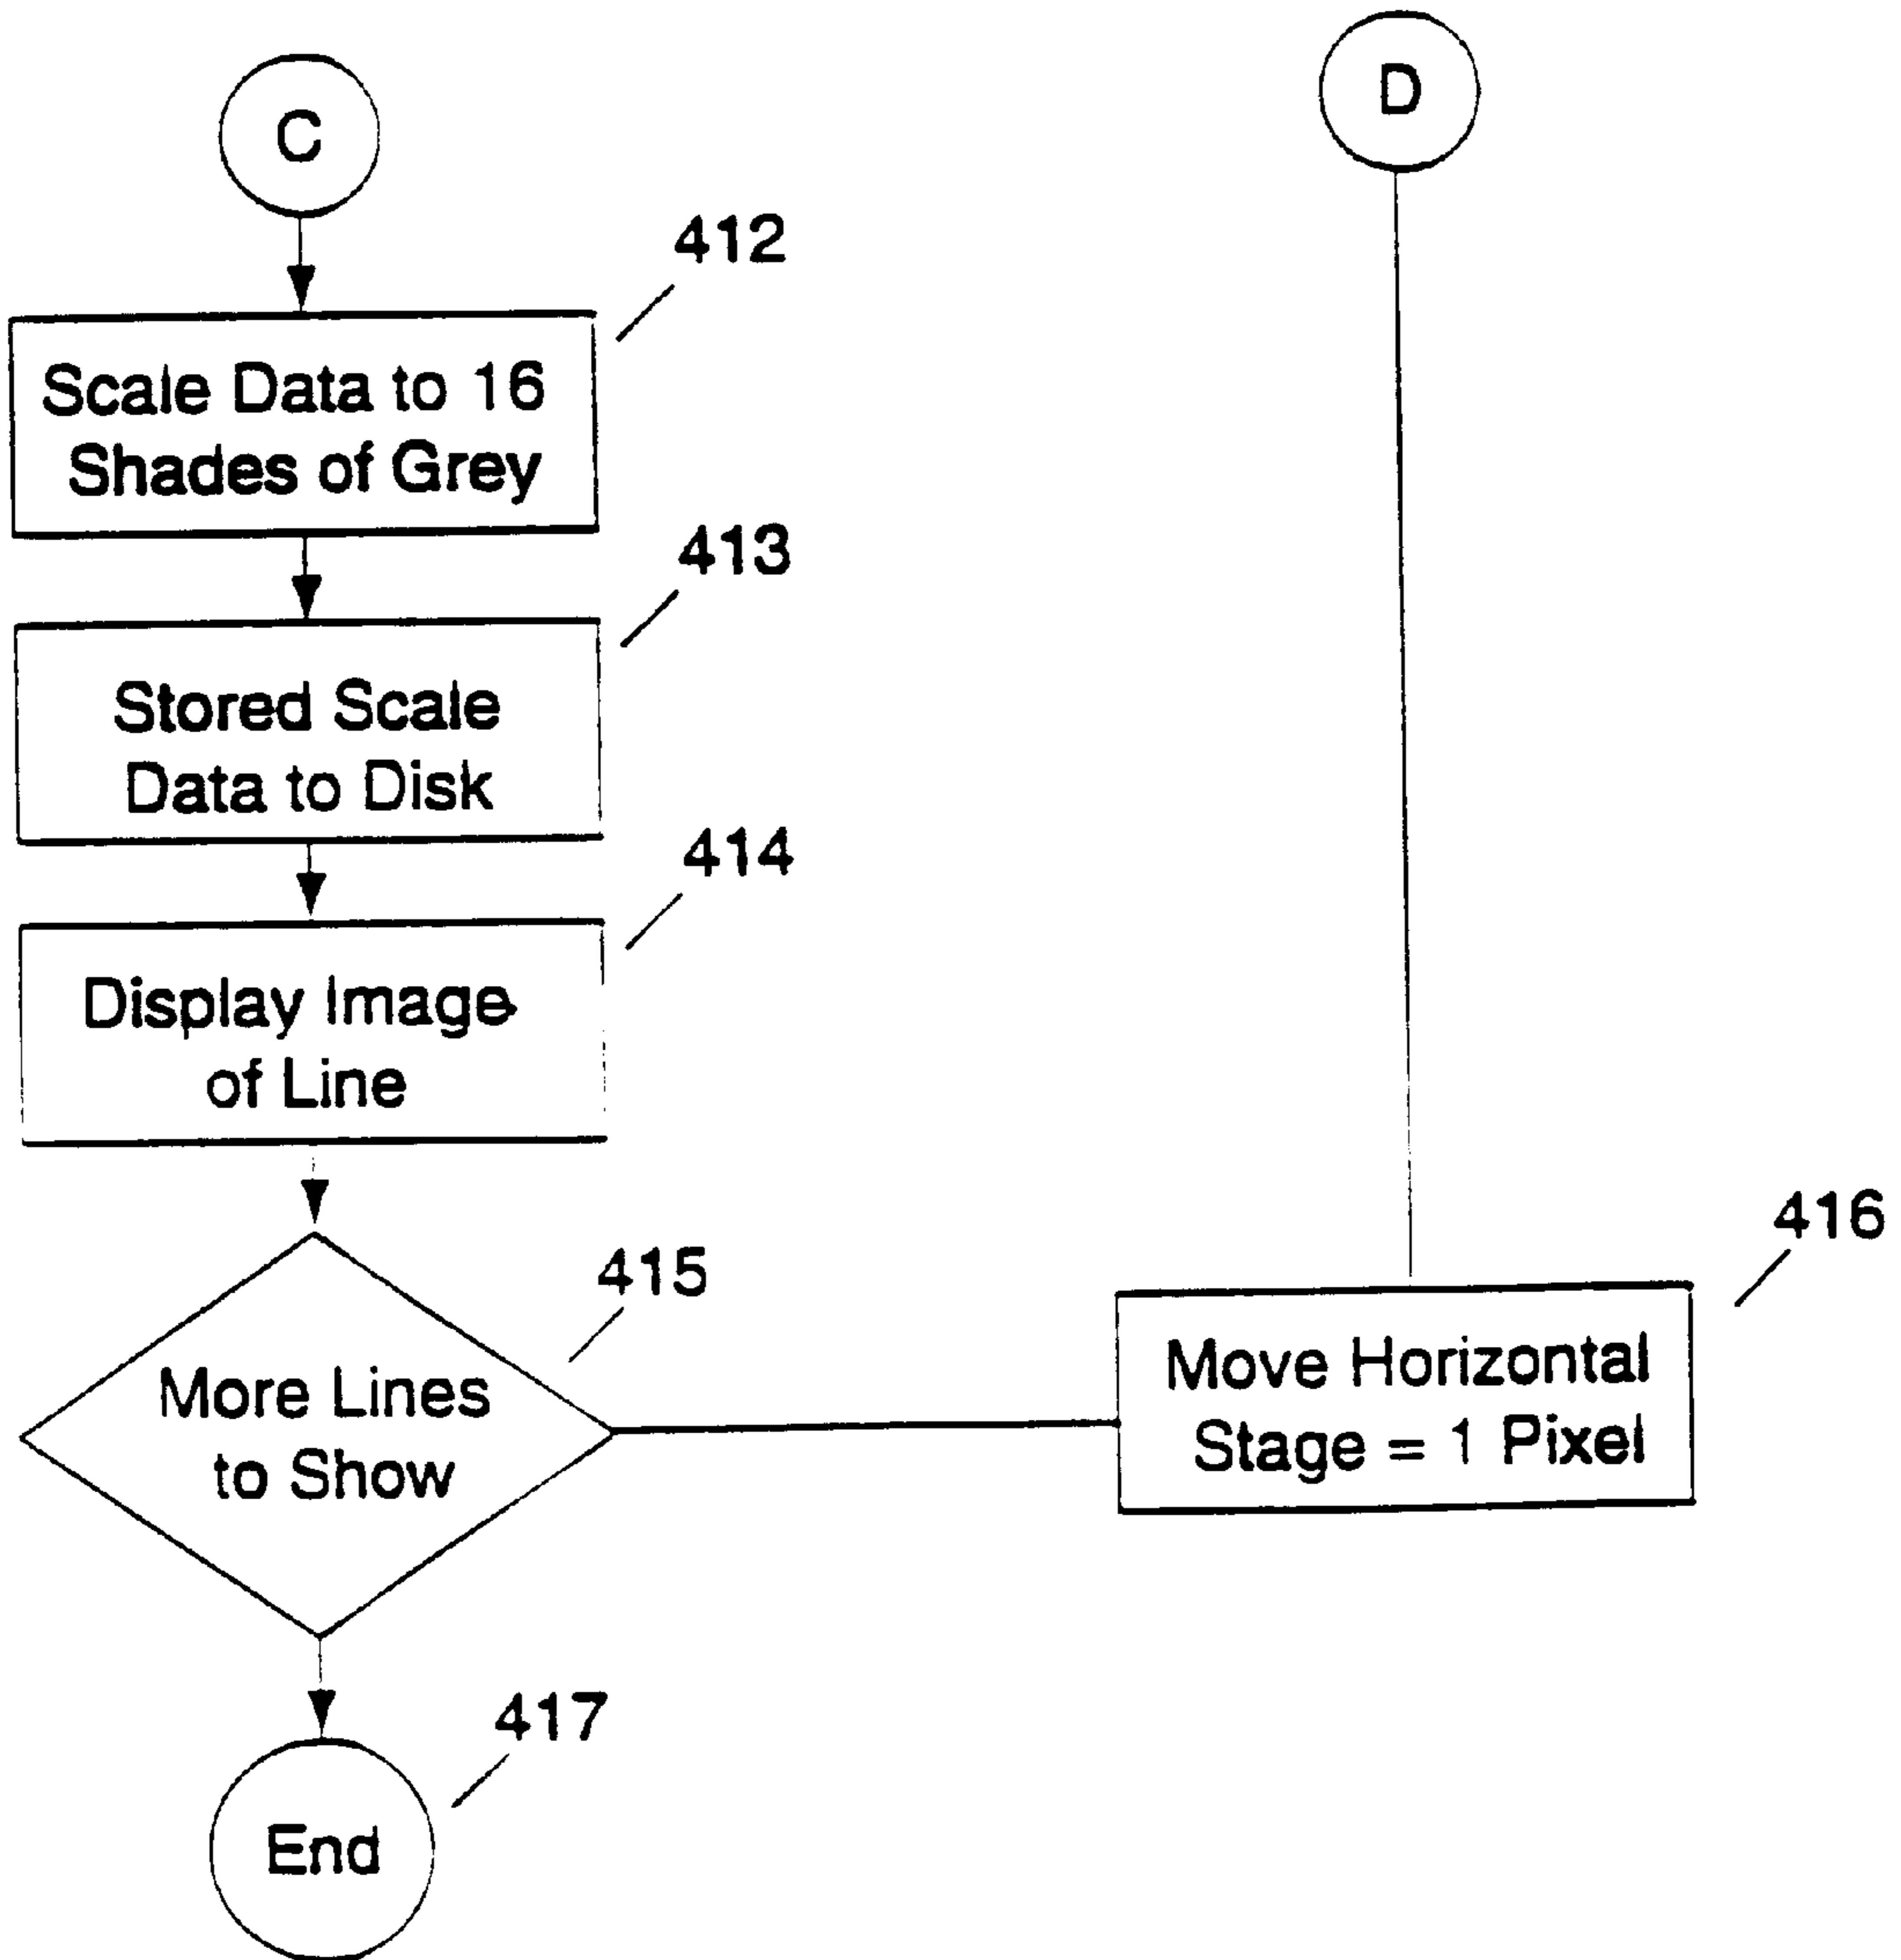 C
D
412
Scale Data to 16
Shades of Grey
413
Stored Scale
Data to Disk
414
Display Image
of Line
415
More Lines
to Show
416
Move Horizontal
Stage = 1 Pixel
417
End